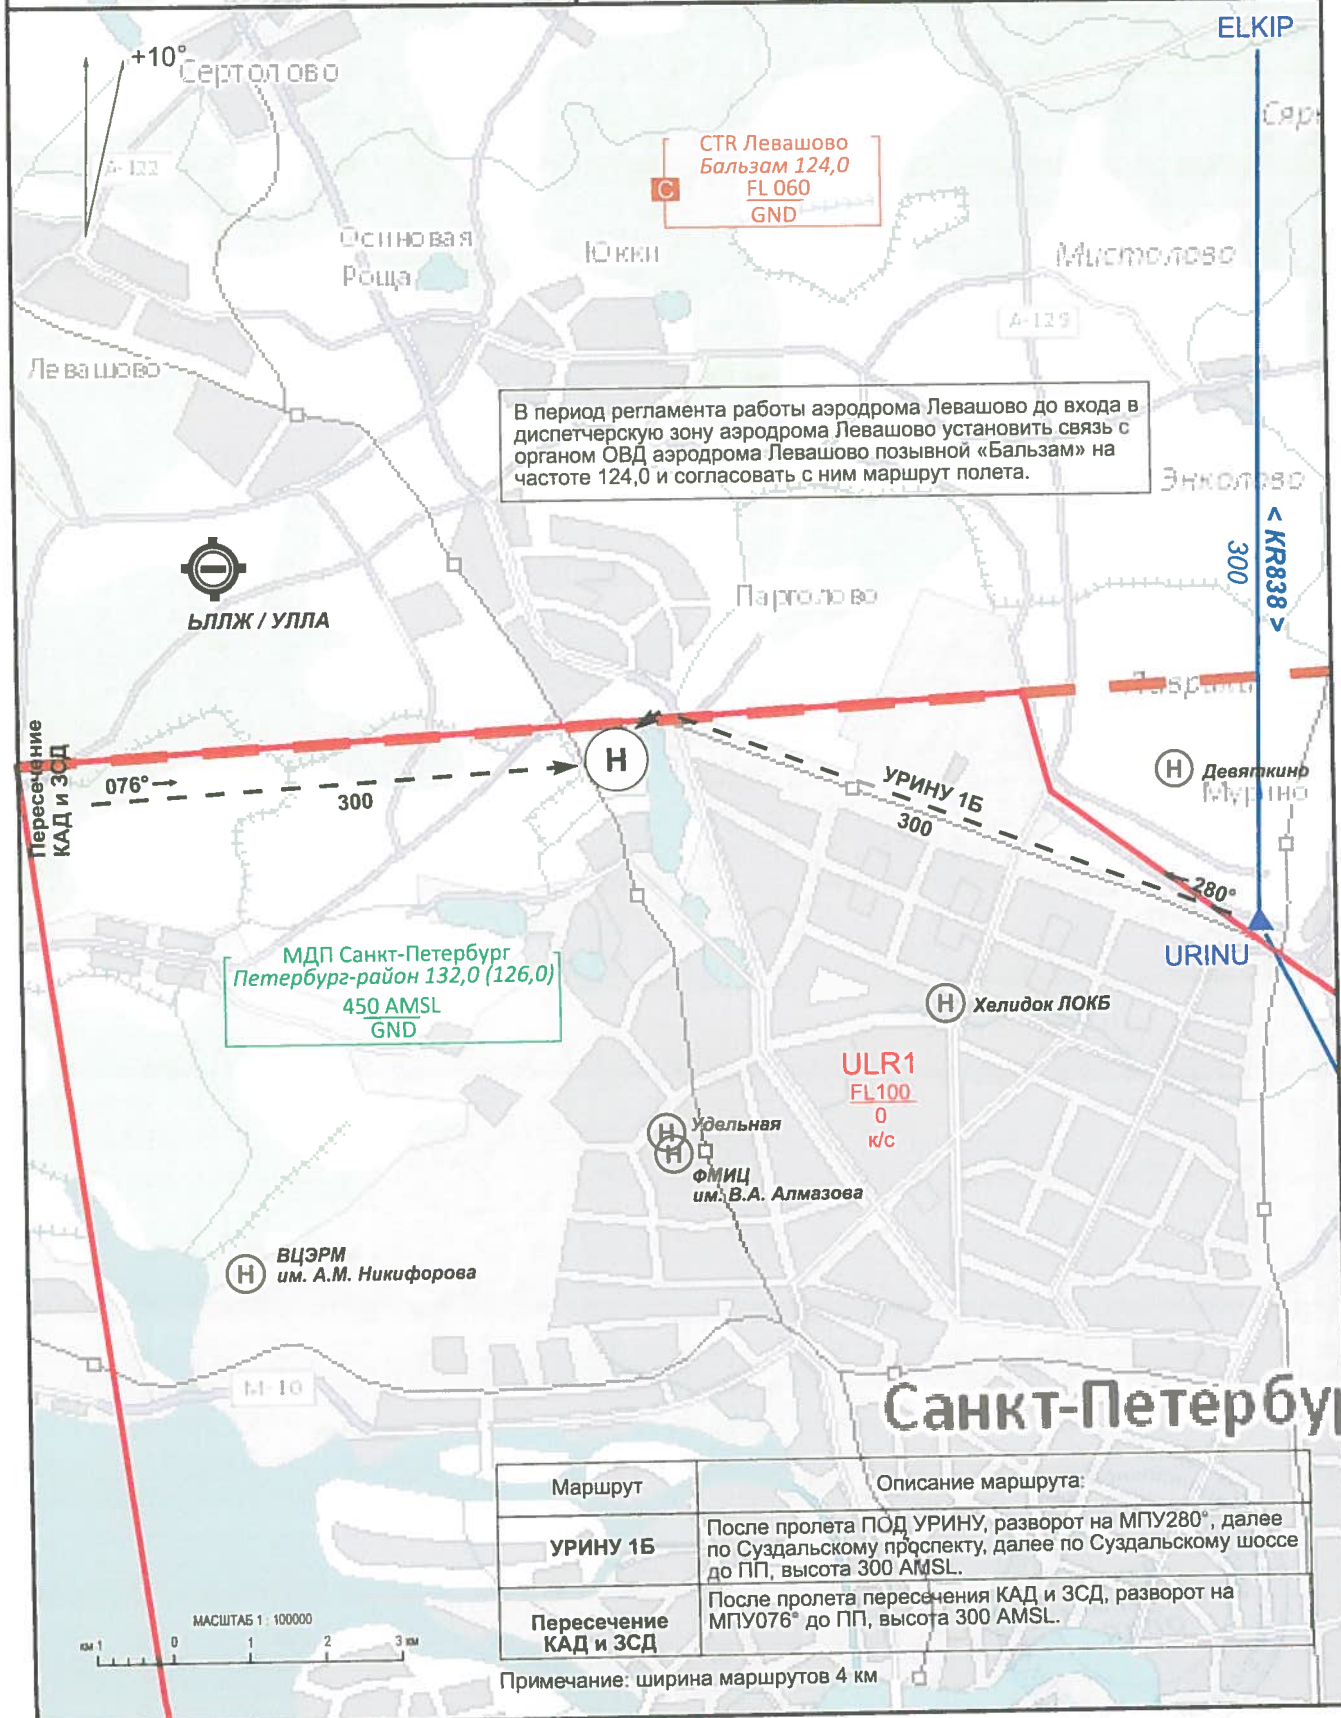 ELKIP
+10°
Сертолово
А-122
CTR Левашово
Бальзам 124,0
C
FL 060
GND
Осиновая
Роща
Юкки
Мистолово
А-129
Левашово
В период регламента работы аэродрома Левашово до входа в
диспетчерскую зону аэродрома Левашово установить связь с
органом ОВД аэродрома Левашово позывной «Бальзам» на
частоте 124,0 и согласовать с ним маршрут полета.
Энколово
< KR838 >
300
ЬЛЛЖ / УЛЛА
Парголово
Пересечение
КАД и ЗСД
076°
300
H
УРИНУ 1Б
300
280°
H Девяткино
Мурино
URINU
МДП Санкт-Петербург
Петербург-район 132,0 (126,0)
450 AMSL
GND
H Хелидок ЛОКБ
ULR1
FL100
0
к/с
H Удельная
H ФМИЦ
им. В.А. Алмазова
H ВЦЭРМ
им. А.М. Никифорова
М-10
Санкт-Петербу
Маршрут Описание маршрута:
УРИНУ 1Б
После пролета ПОД УРИНУ, разворот на МПУ280°, далее
по Суздальскому проспекту, далее по Суздальскому шоссе
до ПП, высота 300 AMSL.
Пересечение
КАД и ЗСД
После пролета пересечения КАД и ЗСД, разворот на
МПУ076° до ПП, высота 300 AMSL.
МАСШТАБ 1 : 100000
км 1 0 1 2 3 км
Примечание: ширина маршрутов 4 км